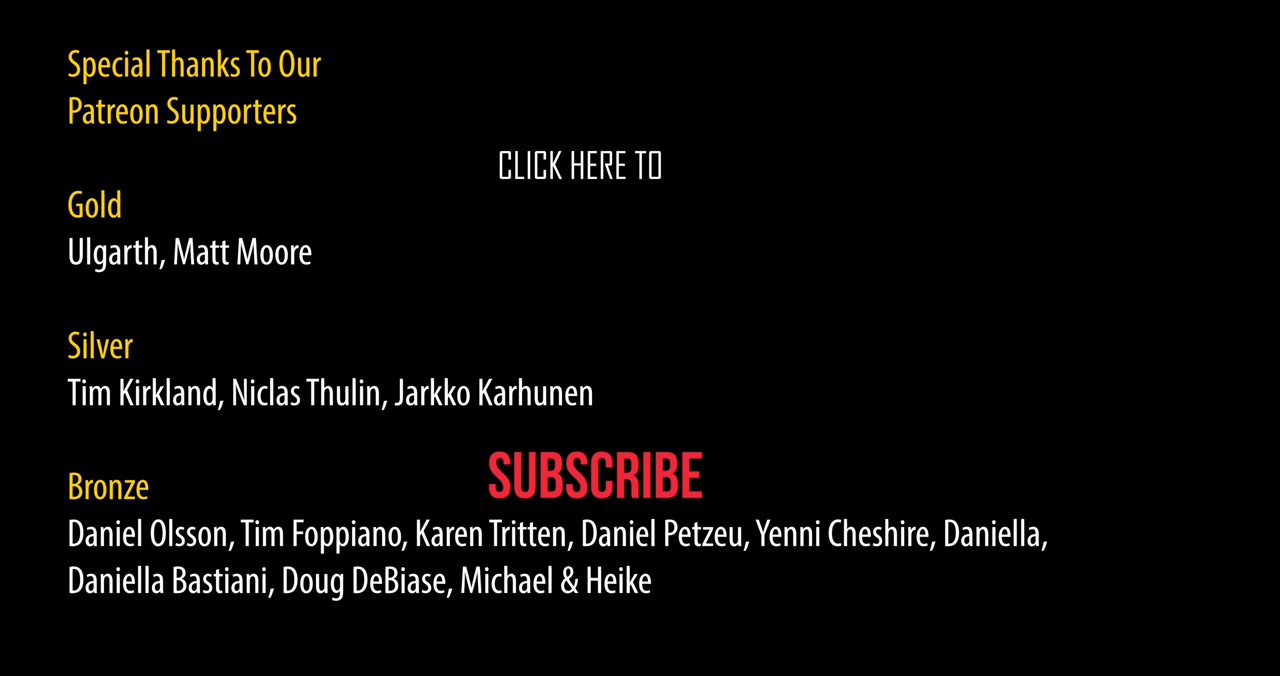 Special Thanks To Our
Patreon Supporters
CLICK HERE TO
Gold
Ulgarth, Matt Moore
Silver
Tim Kirkland, Niclas Thulin, Jarkko Karhunen
SUBSCRIBE
Bronze
Daniel Olsson, Tim Foppiano, Karen Tritten, Daniel Petzeu, Yenni Cheshire, Daniella,
Daniella Bastiani, Doug DeBiase, Michael & Heike